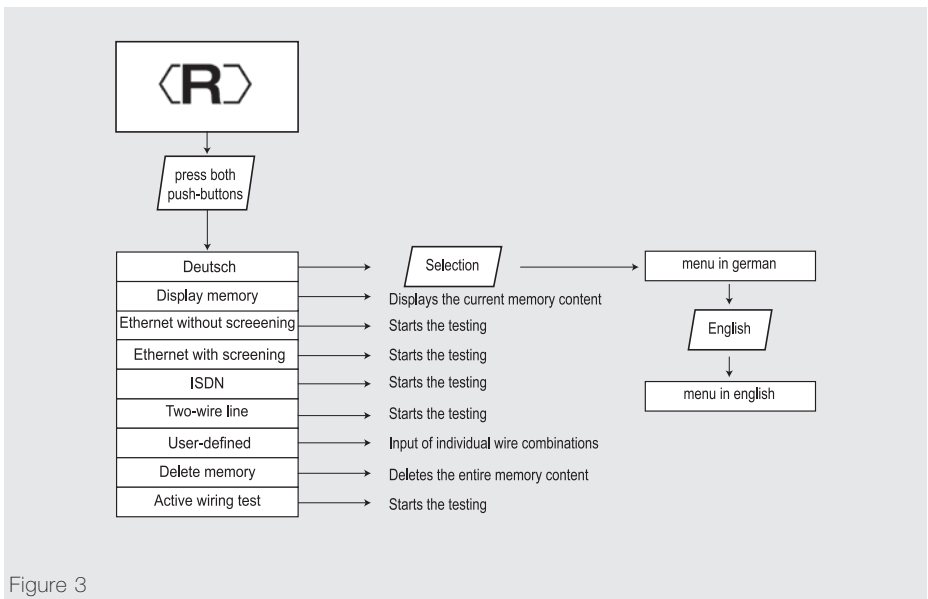 R
press both
push-buttons
Deutsch
Selection
menu in german
Display memory
Displays the current memory content
Ethernet without screeening
Starts the testing
English
Ethernet with screening
Starts the testing
ISDN
Starts the testing
menu in english
Two-wire line
Starts the testing
User-defined
Input of individual wire combinations
Delete memory
Deletes the entire memory content
Active wiring test
Starts the testing
Figure 3